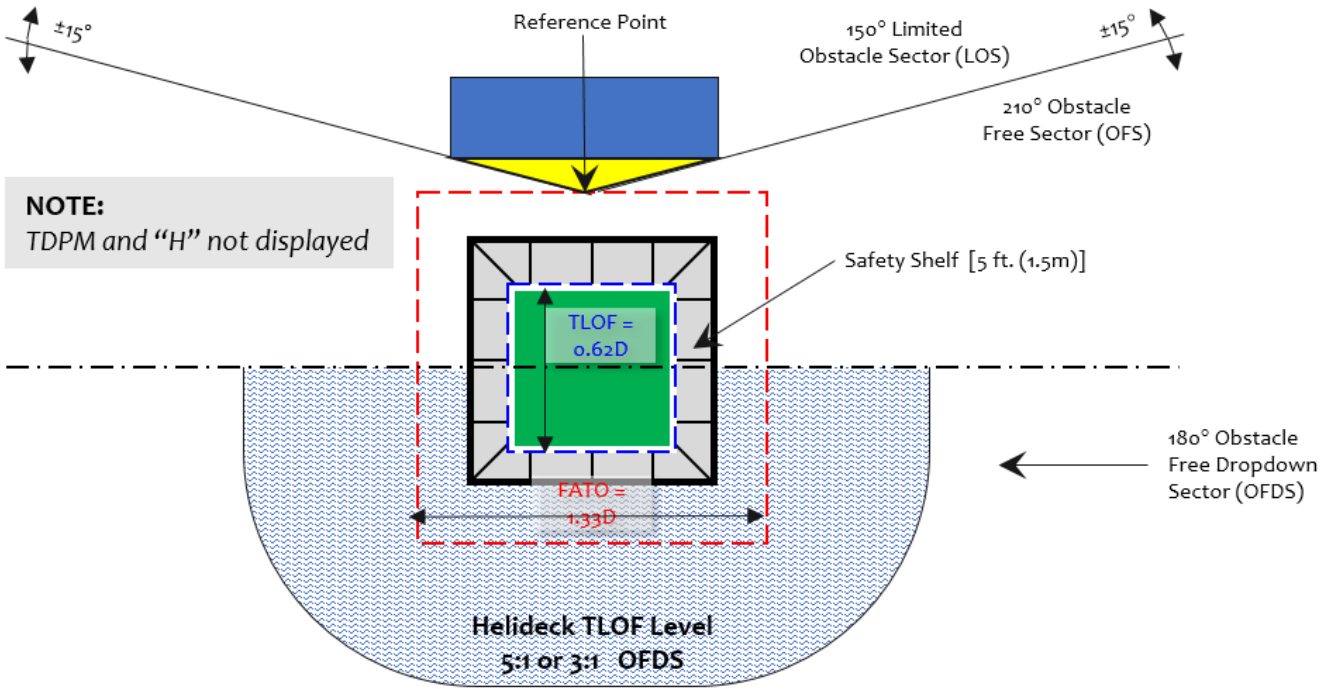 ±15°
Reference Point
150° Limited
Obstacle Sector (LOS)
±15°
210° Obstacle
Free Sector (OFS)
NOTE:
TDPM and “H” not displayed
Safety Shelf [5 ft. (1.5m)]
TLOF =
0.62D
180° Obstacle
Free Dropdown
Sector (OFDS)
FATO =
1.33D
Helideck TLOF Level
5:1 or 3:1 OFDS